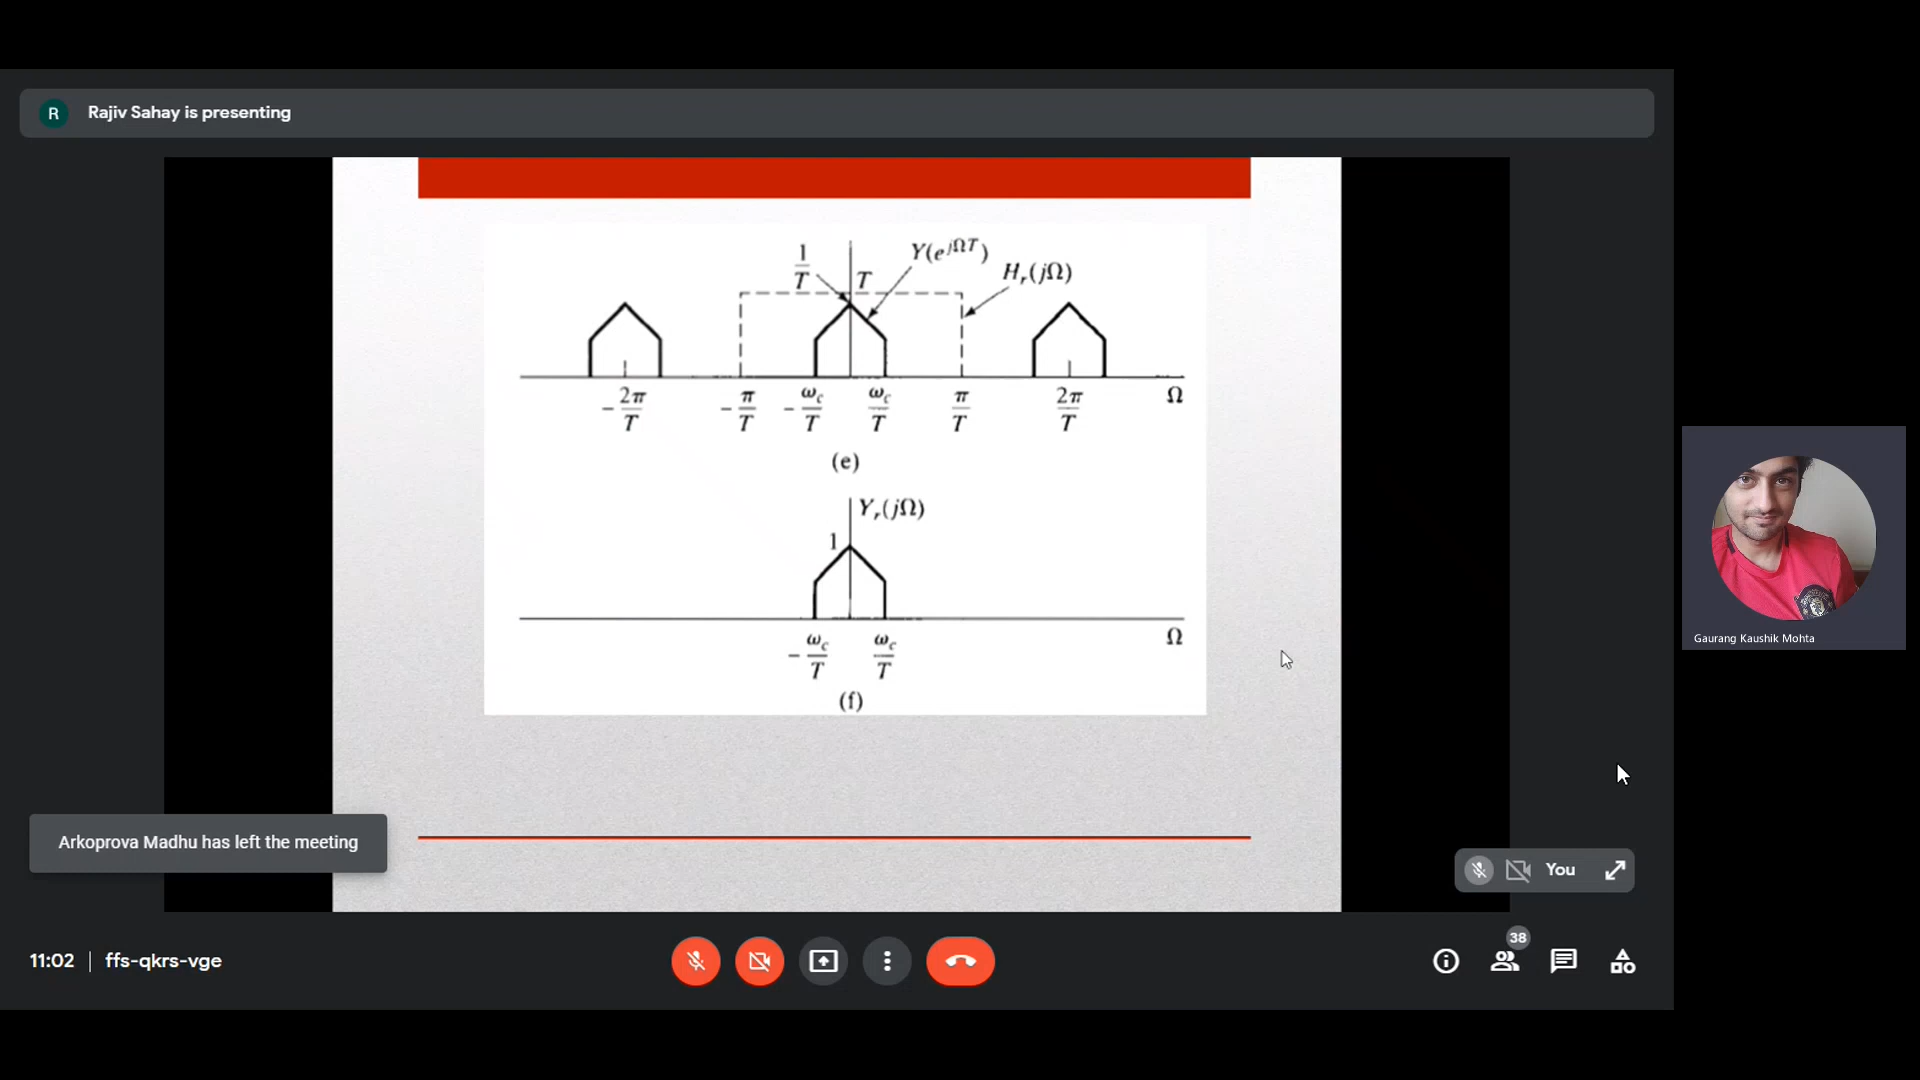 R Rajiv Sahay is presenting
1/T T Y(e^{jΩT}) H_r(jΩ)
-2π/T -π/T -ω_c/T ω_c/T π/T 2π/T Ω
(e)
Y_r(jΩ)
1
-ω_c/T ω_c/T Ω
(f)
Gaurang Kaushik Mohta
Arkoprova Madhu has left the meeting
You
11:02 | ffs-qkrs-vge
38